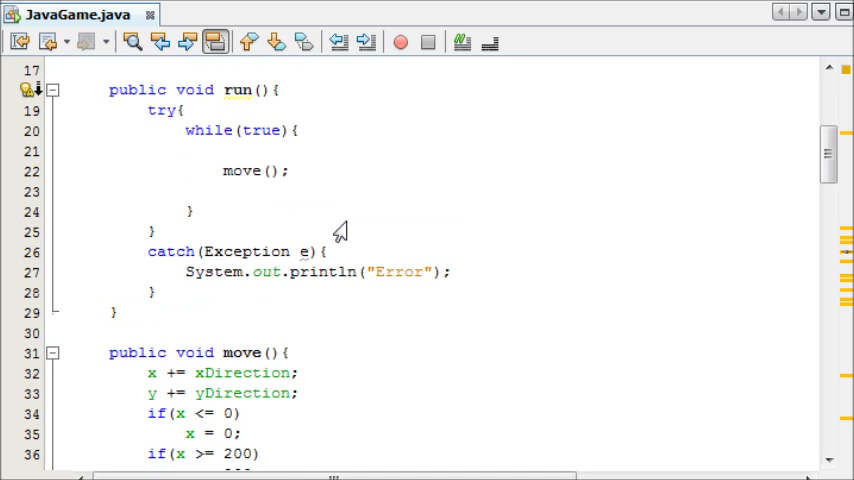 JavaGame.java
17
public void run(){
19 try{
20 while(true){
21
22 move();
23
24 }
25 }
26 catch(Exception e){
27 System.out.println("Error");
28 }
29 }
30
31 public void move(){
32 x += xDirection;
33 y += yDirection;
34 if(x <= 0)
35 x = 0;
36 if(x >= 200)